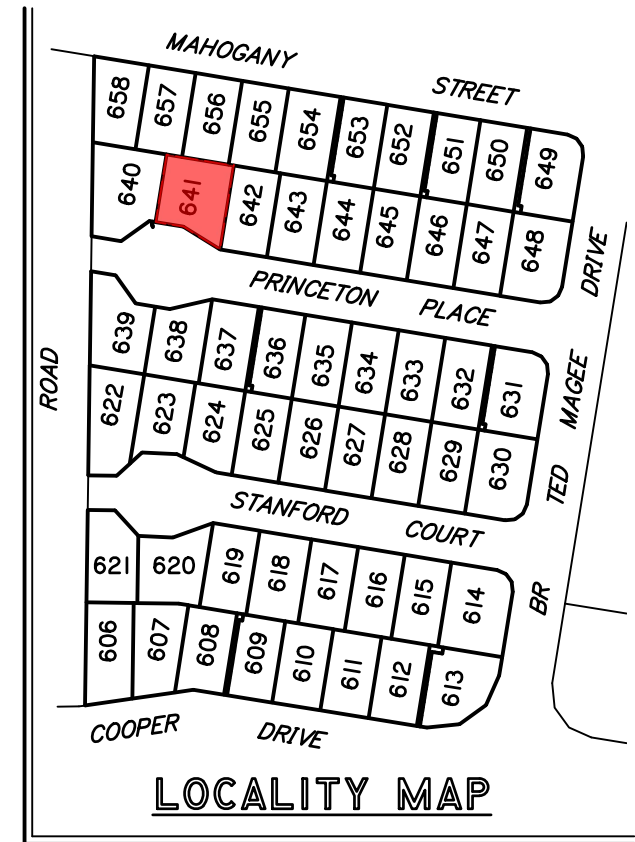 MAHOGANY STREET
658 657 656 655 654 653 652 651 650 649
640 641 642 643 644 645 646 647 648
DRIVE
PRINCETON PLACE
639 638 637 636 635 634 633 632 631
ROAD
MAGEE
622 623 624 625 626 627 628 629 630
TED
STANFORD COURT
621 620 619 618 617 616 615 614
BR
606 607 608 609 610 611 612 613
COOPER DRIVE
LOCALITY MAP